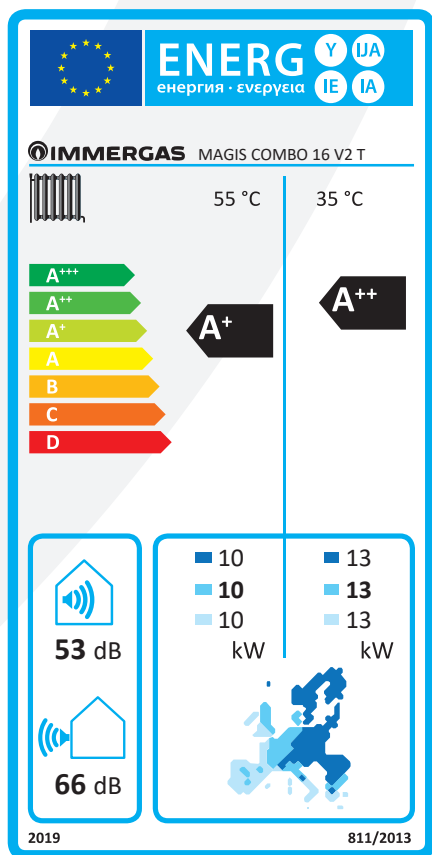 ENERG
енергия · ενεργεια
Y IJA
IE IA
IMMERGAS MAGIS COMBO 16 V2 T
55 °C 35 °C
A+++
A++
A+
A
B
C
D
A+
A++
53 dB
66 dB
10 13
10 13
10 13
kW kW
2019 811/2013